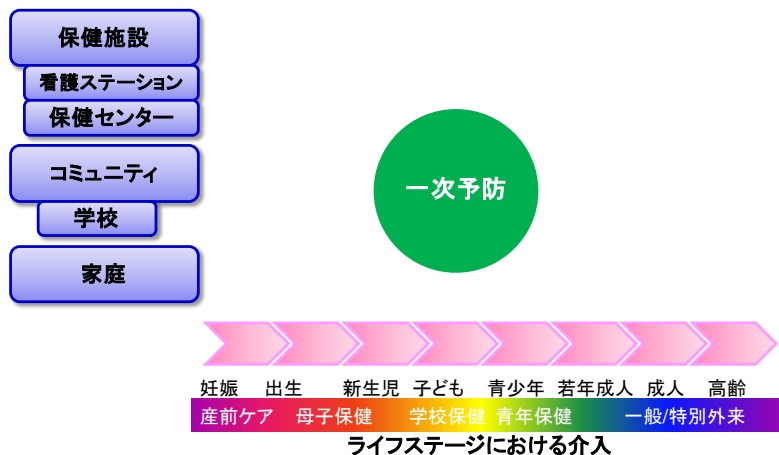 保健施設
看護ステーション
保健センター
コミュニティ
学校
家庭
一次予防
妊娠 出生 新生児 子ども 青少年 若年成人 成人 高齢
産前ケア 母子保健 学校保健 青年保健 一般/特別外来
ライフステージにおける介入